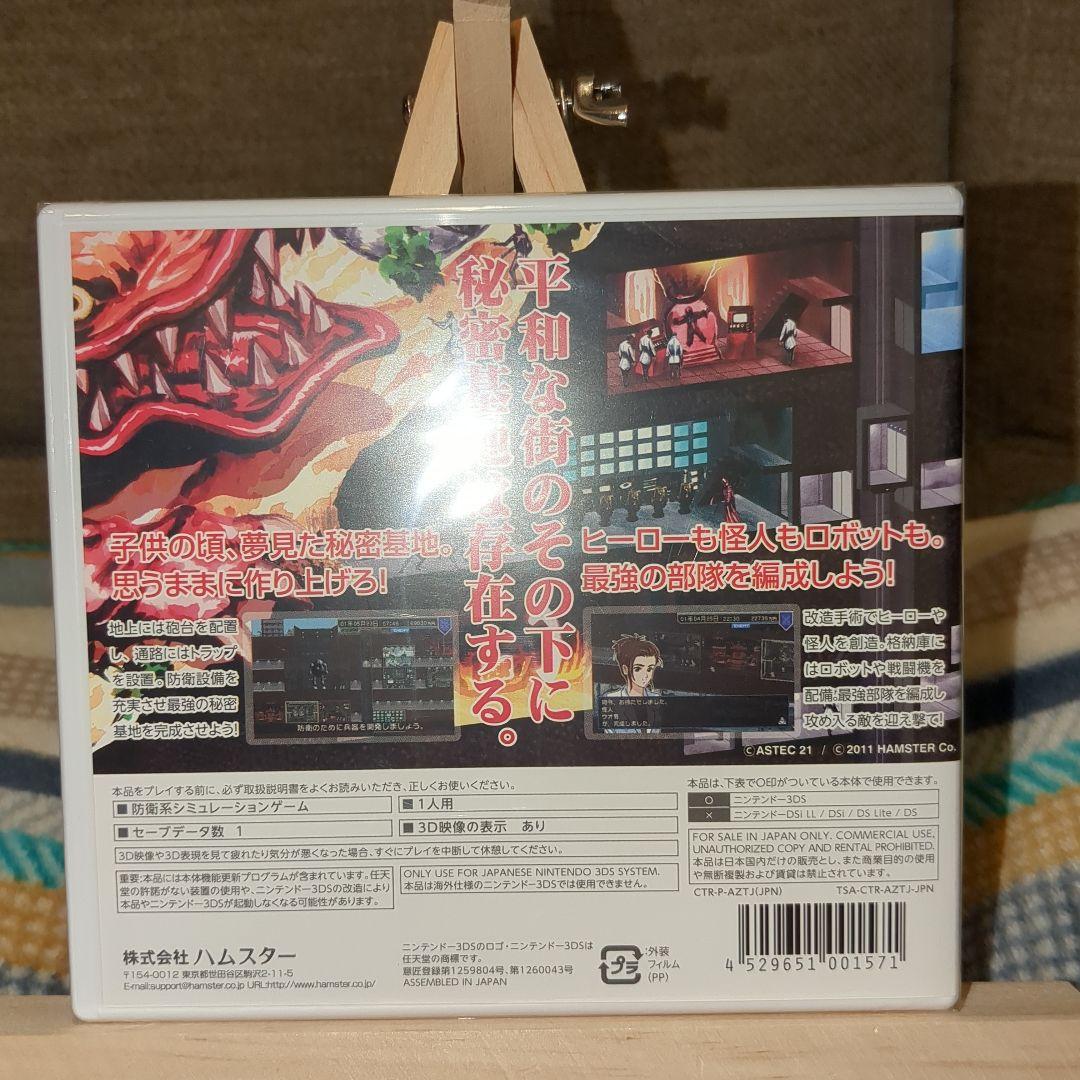 平和な街のその下に
秘密基地は存在する。
子供の頃、夢見た秘密基地。
思うままに作り上げろ!
地上には砲台を配置
し、通路にはトラップ
を設置。防衛設備を
充実させ最強の秘密
基地を完成させよう!
防衛のために兵器を開発しましょう。
ヒーローも怪人もロボットも。
最強の部隊を編成しよう!
改造手術でヒーローや
怪人を創造。格納庫に
はロボットや戦闘機を
配備。最強部隊を編成し
攻め入る敵を迎え撃て!
司令、お待たせしました。
怪人
が、完成しました。
©ASTEC 21 / © 2011 HAMSTER Co.
本品をプレイする前に、必ず取扱説明書をよくお読みいただき、正しくお使いください。
■防衛系シミュレーションゲーム
1人用
■セーブデータ数 1
■3D映像の表示 あり
3D映像や3D表現を見て疲れたり気分が悪くなった場合、すぐにプレイを中断して休憩してください。
重要:本品には本体機能更新プログラムが含まれています。任天
堂の許諾がない装置の使用や、ニンテンドー3DSの改造により
本品やニンテンドー3DSが起動しなくなる可能性があります。
ONLY USE FOR JAPANESE NINTENDO 3DS SYSTEM.
本品は海外仕様のニンテンドー3DSでは使用できません。
本品は、下表で○印がついている本体で使用できます。
○ ニンテンドー3DS
× ニンテンドーDSi LL / DSi / DS Lite / DS
FOR SALE IN JAPAN ONLY. COMMERCIAL USE,
UNAUTHORIZED COPY AND RENTAL PROHIBITED.
本品は日本国内だけの販売とし、また商業目的の使用
や無断複製および賃貸は禁止されています。
CTR-P-AZTJ(JPN) TSA-CTR-AZTJ-JPN
株式会社 ハムスター
〒154-0012 東京都世田谷区駒沢2-11-5
E-mail:support@hamster.co.jp URL:http://www.hamster.co.jp/
ニンテンドー3DSのロゴ・ニンテンドー3DSは
任天堂の商標です。
意匠登録第1259804号、第1260043号
ASSEMBLED IN JAPAN
プラ
:外装
フィルム
(PP)
4 529651 001571